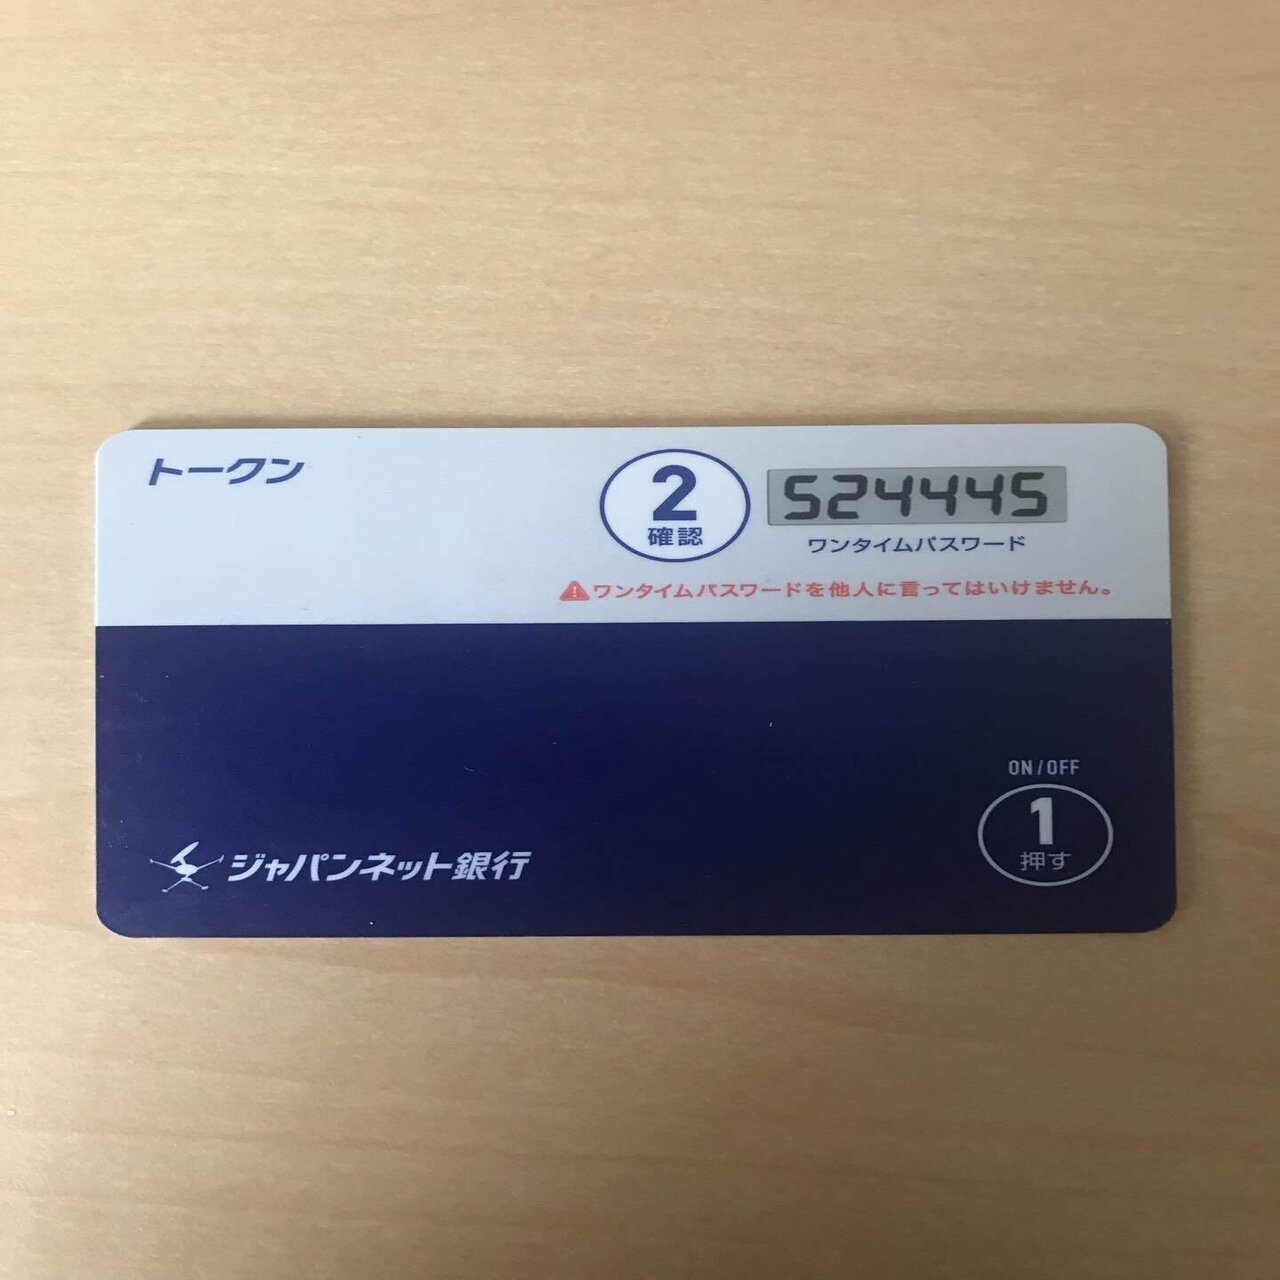 トークン
2
確認
524445
ワンタイムパスワード
⚠ワンタイムパスワードを他人に言ってはいけません。
ON/OFF
1
押す
ジャパンネット銀行